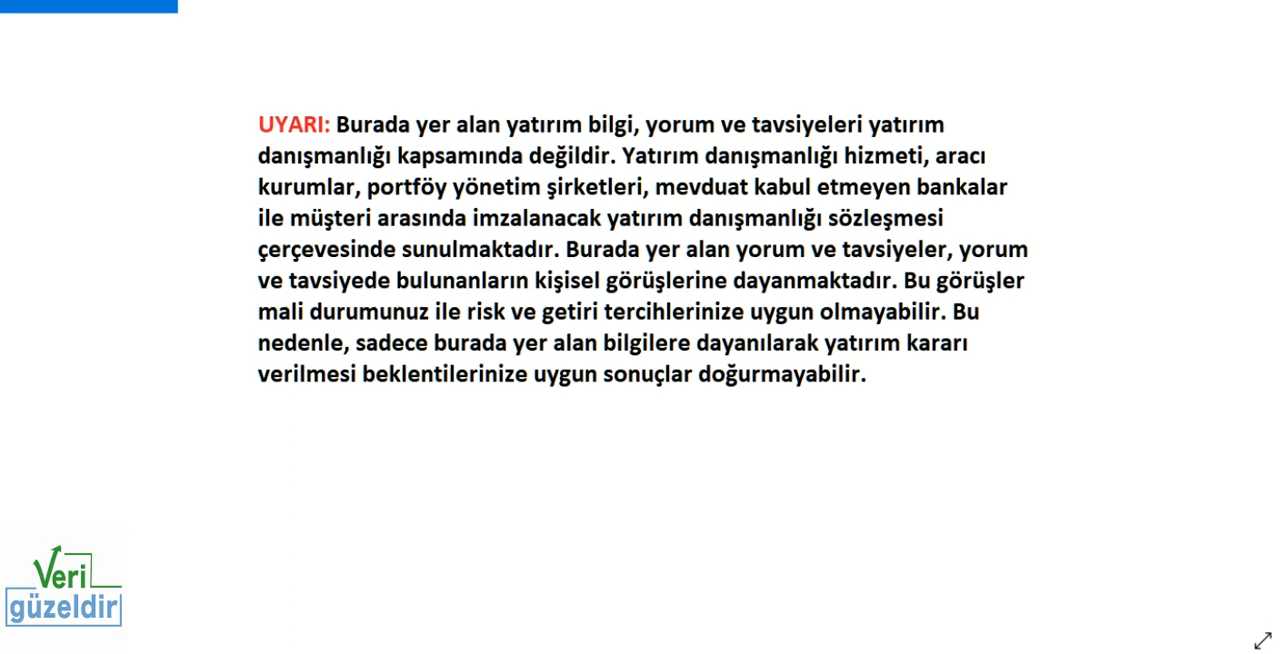 UYARI: Burada yer alan yatırım bilgi, yorum ve tavsiyeleri yatırım
danışmanlığı kapsamında değildir. Yatırım danışmanlığı hizmeti, aracı
kurumlar, portföy yönetim şirketleri, mevduat kabul etmeyen bankalar
ile müşteri arasında imzalanacak yatırım danışmanlığı sözleşmesi
çerçevesinde sunulmaktadır. Burada yer alan yorum ve tavsiyeler, yorum
ve tavsiyede bulunanların kişisel görüşlerine dayanmaktadır. Bu görüşler
mali durumunuz ile risk ve getiri tercihlerinize uygun olmayabilir. Bu
nedenle, sadece burada yer alan bilgilere dayanılarak yatırım kararı
verilmesi beklentilerinize uygun sonuçlar doğurmayabilir.
Veri
güzeldir